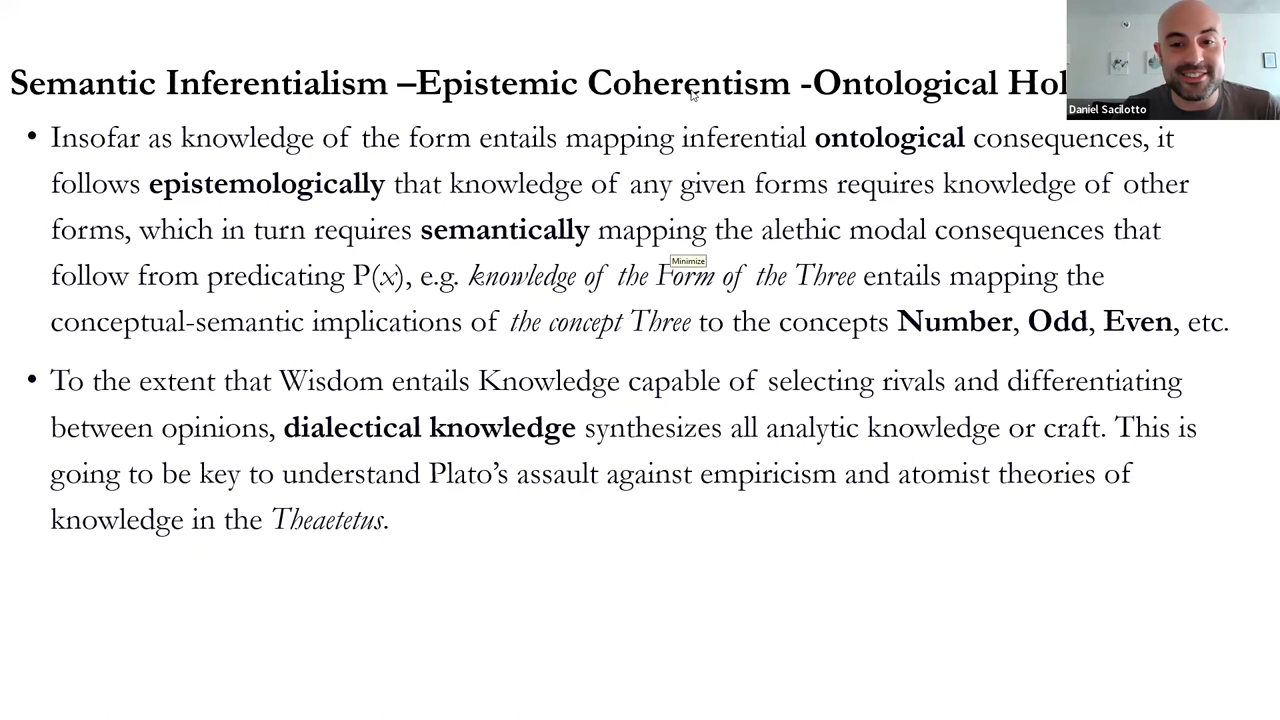 Semantic Inferentialism –Epistemic Coherentism -Ontological
Daniel Sacilotto
• Insofar as knowledge of the form entails mapping inferential ontological consequences, it
follows epistemologically that knowledge of any given forms requires knowledge of other
forms, which in turn requires semantically mapping the alethic modal consequences that
Minimize
follow from predicating P(x), e.g. knowledge of the Form of the Three entails mapping the
conceptual-semantic implications of the concept Three to the concepts Number, Odd, Even, etc.
• To the extent that Wisdom entails Knowledge capable of selecting rivals and differentiating
between opinions, dialectical knowledge synthesizes all analytic knowledge or craft. This is
going to be key to understand Plato’s assault against empiricism and atomist theories of
knowledge in the Theaetetus.